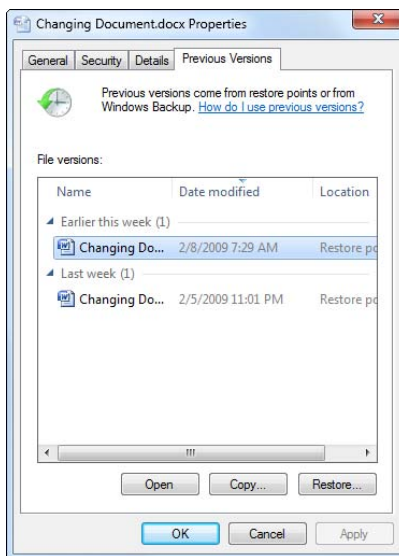 Changing Document.docx Properties
General Security Details Previous Versions
Previous versions come from restore points or from
Windows Backup. How do I use previous versions?
File versions:
Name Date modified Location
Earlier this week (1)
Changing Do... 2/8/2009 7:29 AM Restore po
Last week (1)
Changing Do... 2/5/2009 11:01 PM Restore po
Open Copy... Restore...
OK Cancel Apply